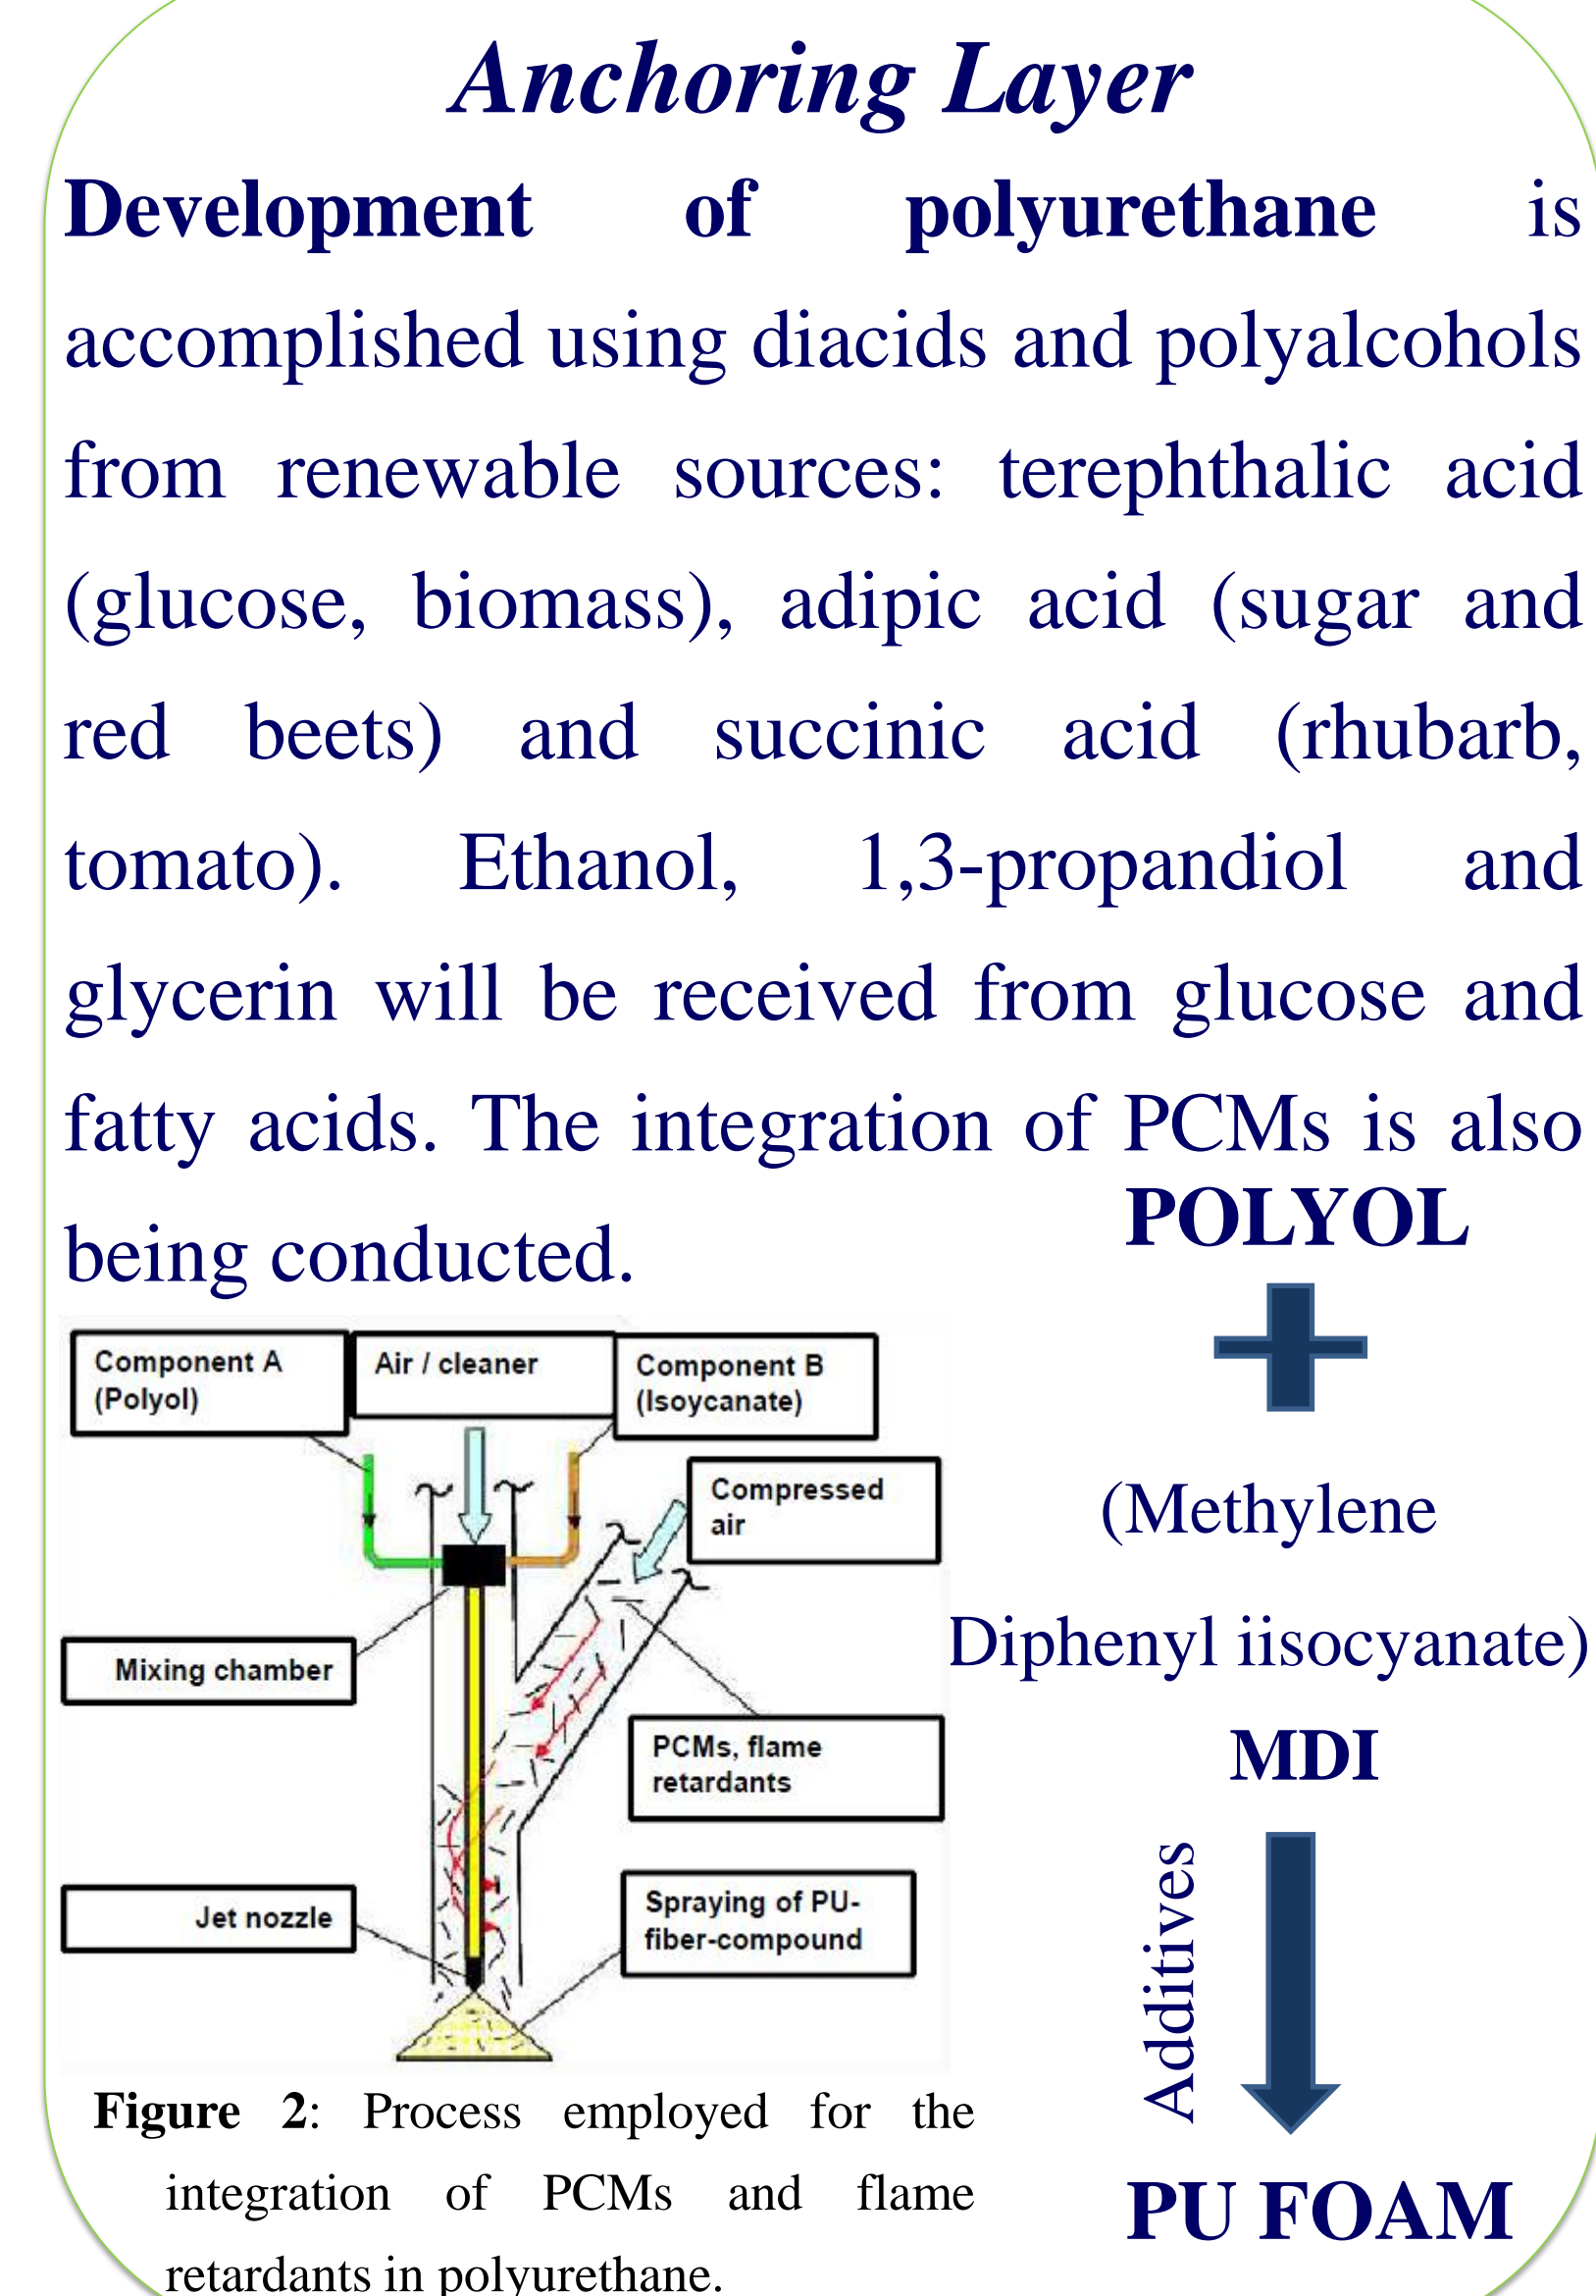 Anchoring Layer
Development of polyurethane is
accomplished using diacids and polyalcohols
from renewable sources: terephthalic acid
(glucose, biomass), adipic acid (sugar and
red beets) and succinic acid (rhubarb,
tomato). Ethanol, 1,3-propandiol and
glycerin will be received from glucose and
fatty acids. The integration of PCMs is also
being conducted.
Component A
(Polyol)
Air / cleaner
Component B
(Isoycanate)
Compressed
air
Mixing chamber
PCMs, flame
retardants
Jet nozzle
Spraying of PU-
fiber-compound
Figure 2: Process employed for the
integration of PCMs and flame
retardants in polyurethane.
POLYOL
(Methylene
Diphenyl iisocyanate)
MDI
Additives
PU FOAM